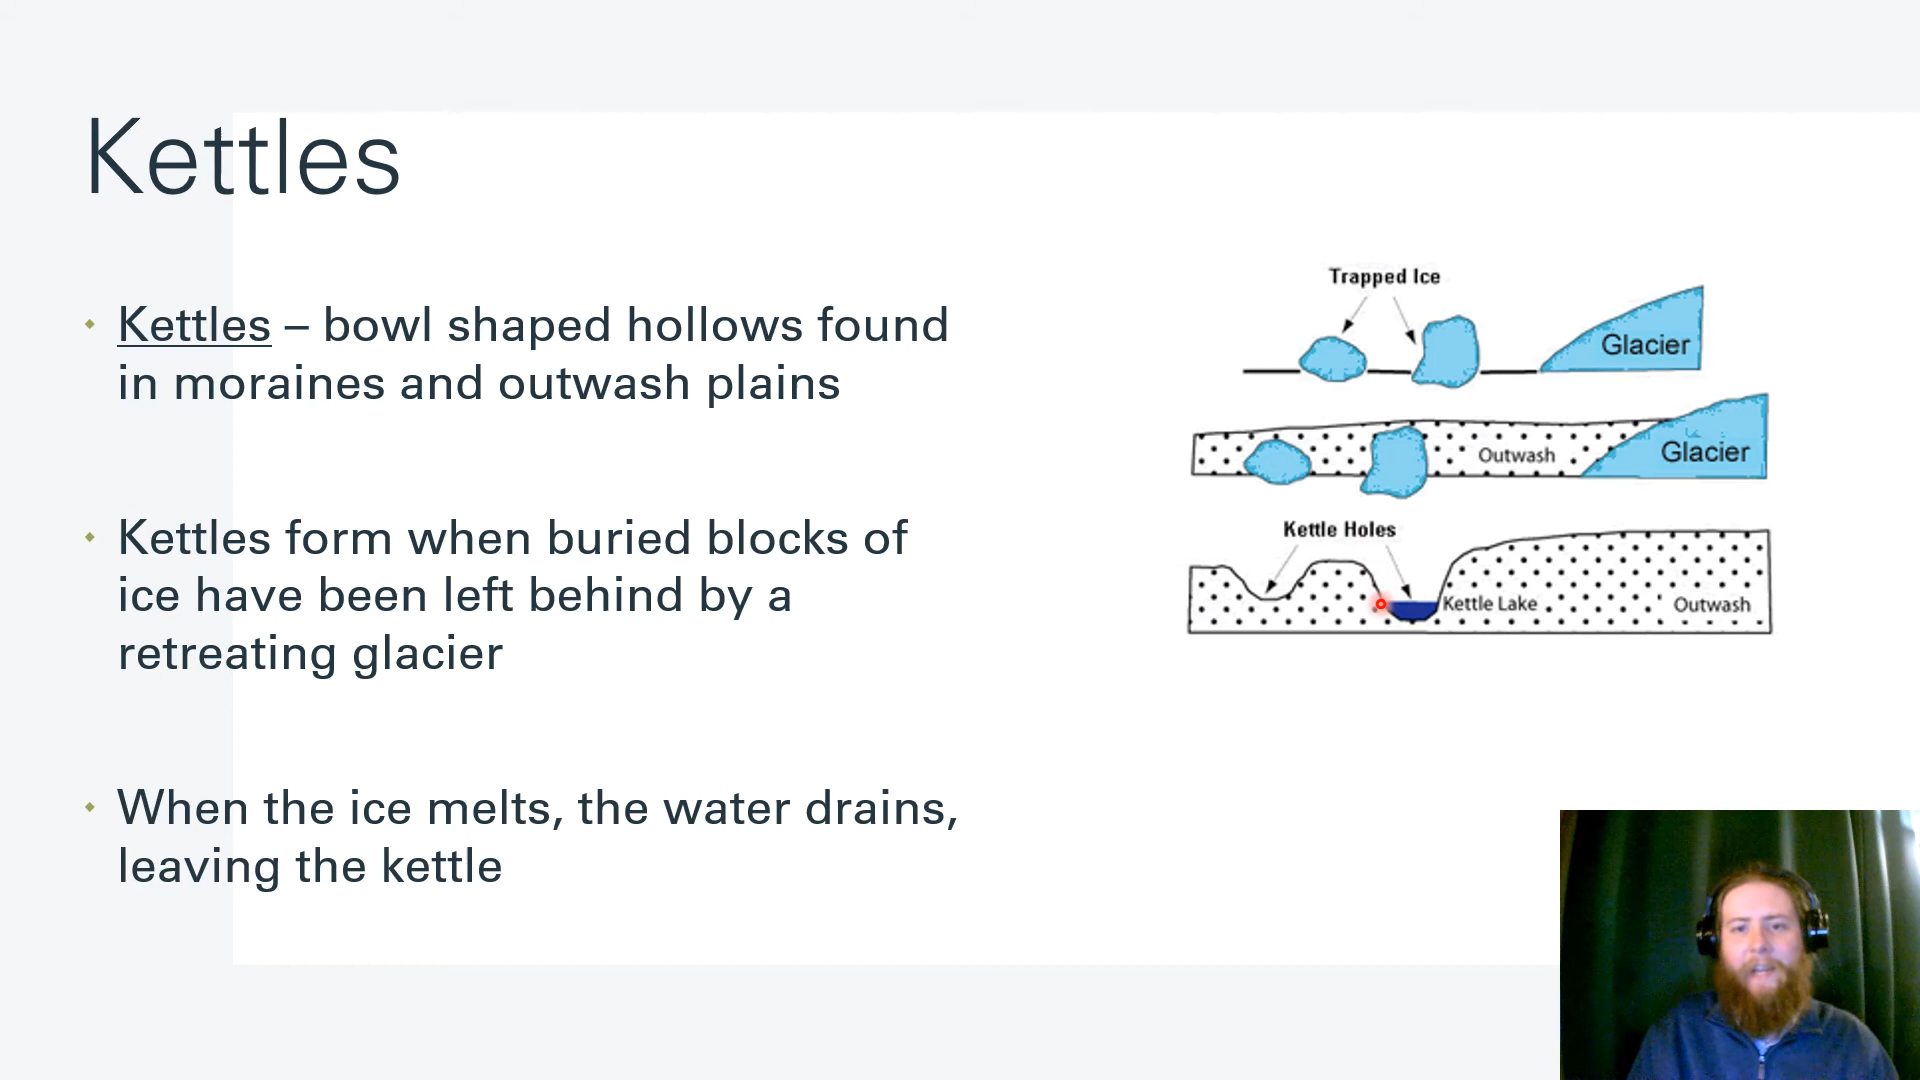 Kettles
Kettles – bowl shaped hollows found
in moraines and outwash plains
Kettles form when buried blocks of
ice have been left behind by a
retreating glacier
When the ice melts, the water drains,
leaving the kettle
Trapped Ice
Glacier
Outwash
Glacier
Kettle Holes
Kettle Lake
Outwash